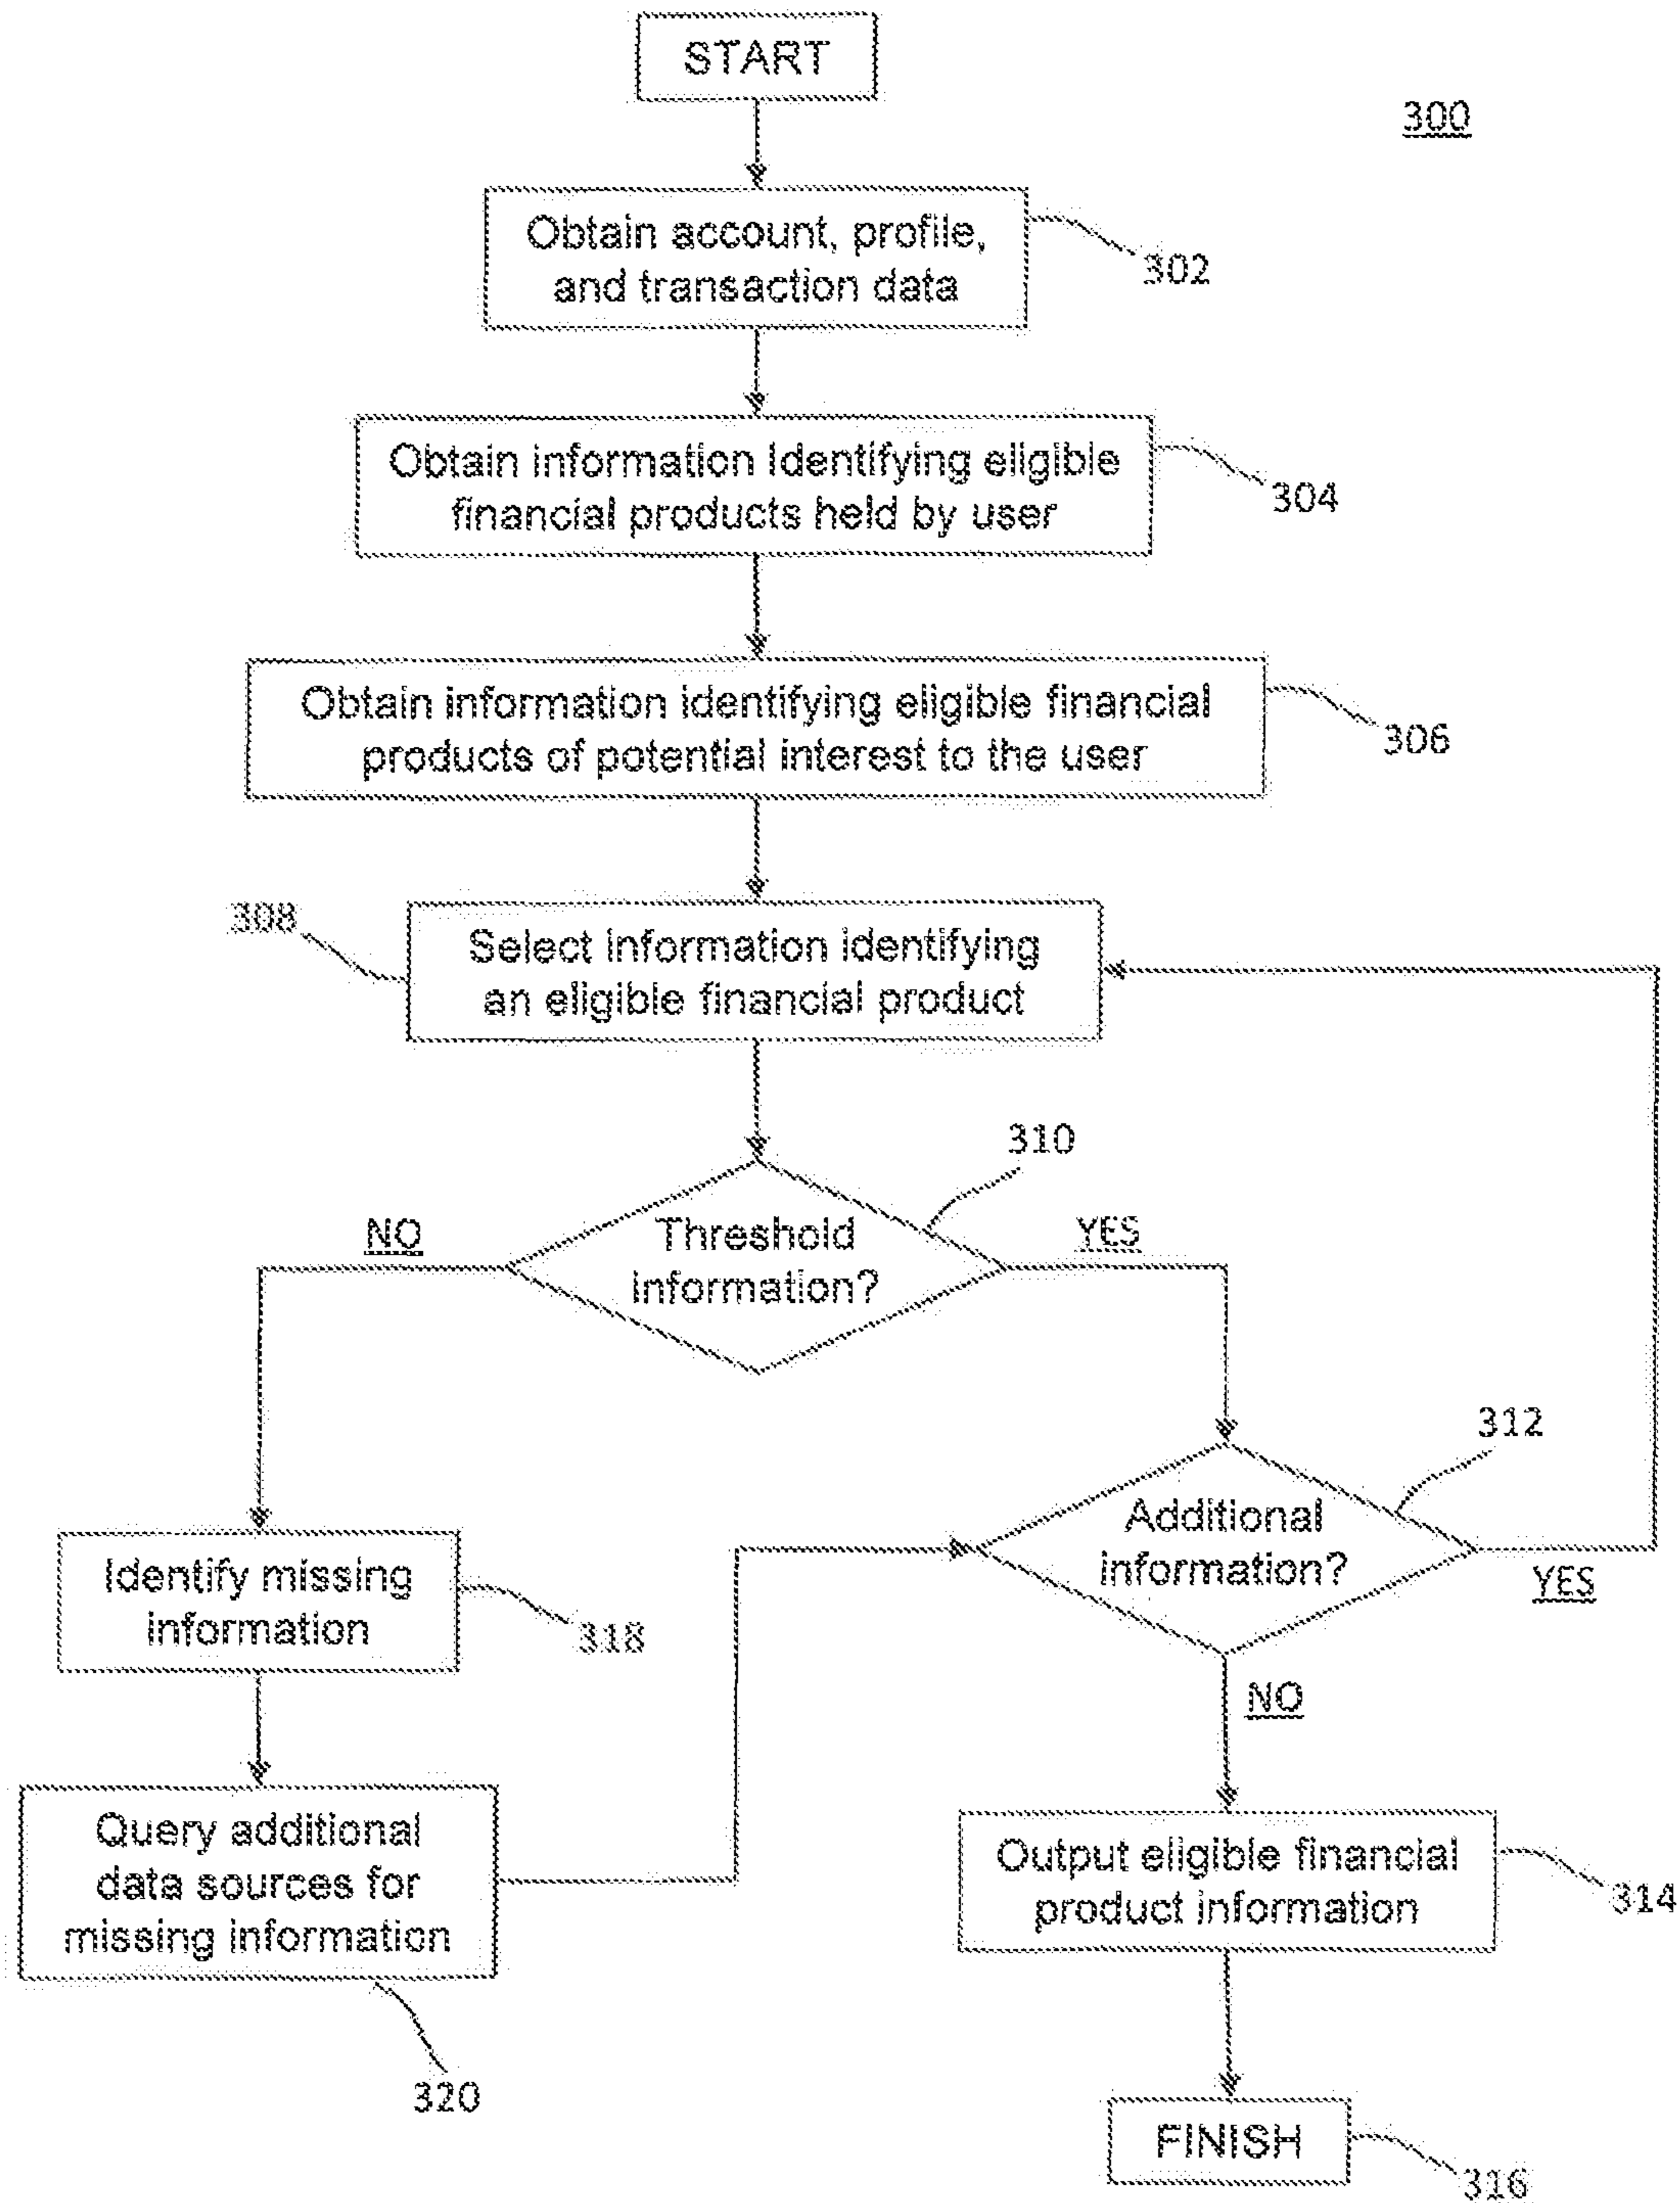 START
300
Obtain account, profile,
and transaction data
302
Obtain information Identifying eligible
financial products held by user
304
Obtain information identifying eligible financial
products of potential interest to the user
306
308
Select information identifying
an eligible financial product
310
NO
Threshold
information?
YES
312
Additional
information?
YES
Identify missing
information
318
NO
Query additional
data sources for
missing information
320
Output eligible financial
product information
314
FINISH
316